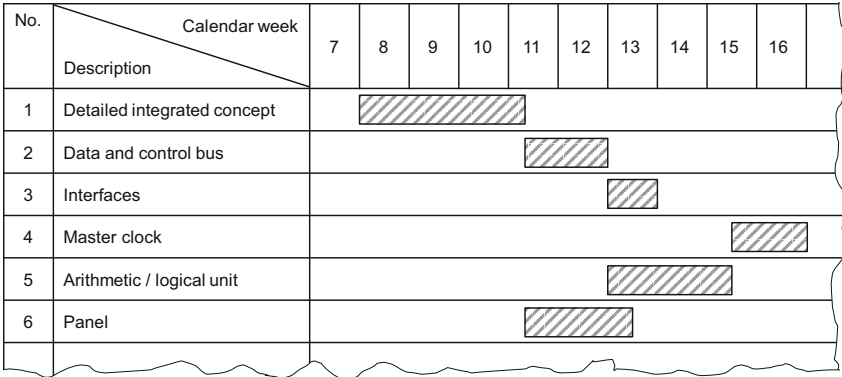 No.
Calendar week
Description
7 8 9 10 11 12 13 14 15 16
1 Detailed integrated concept
2 Data and control bus
3 Interfaces
4 Master clock
5 Arithmetic / logical unit
6 Panel